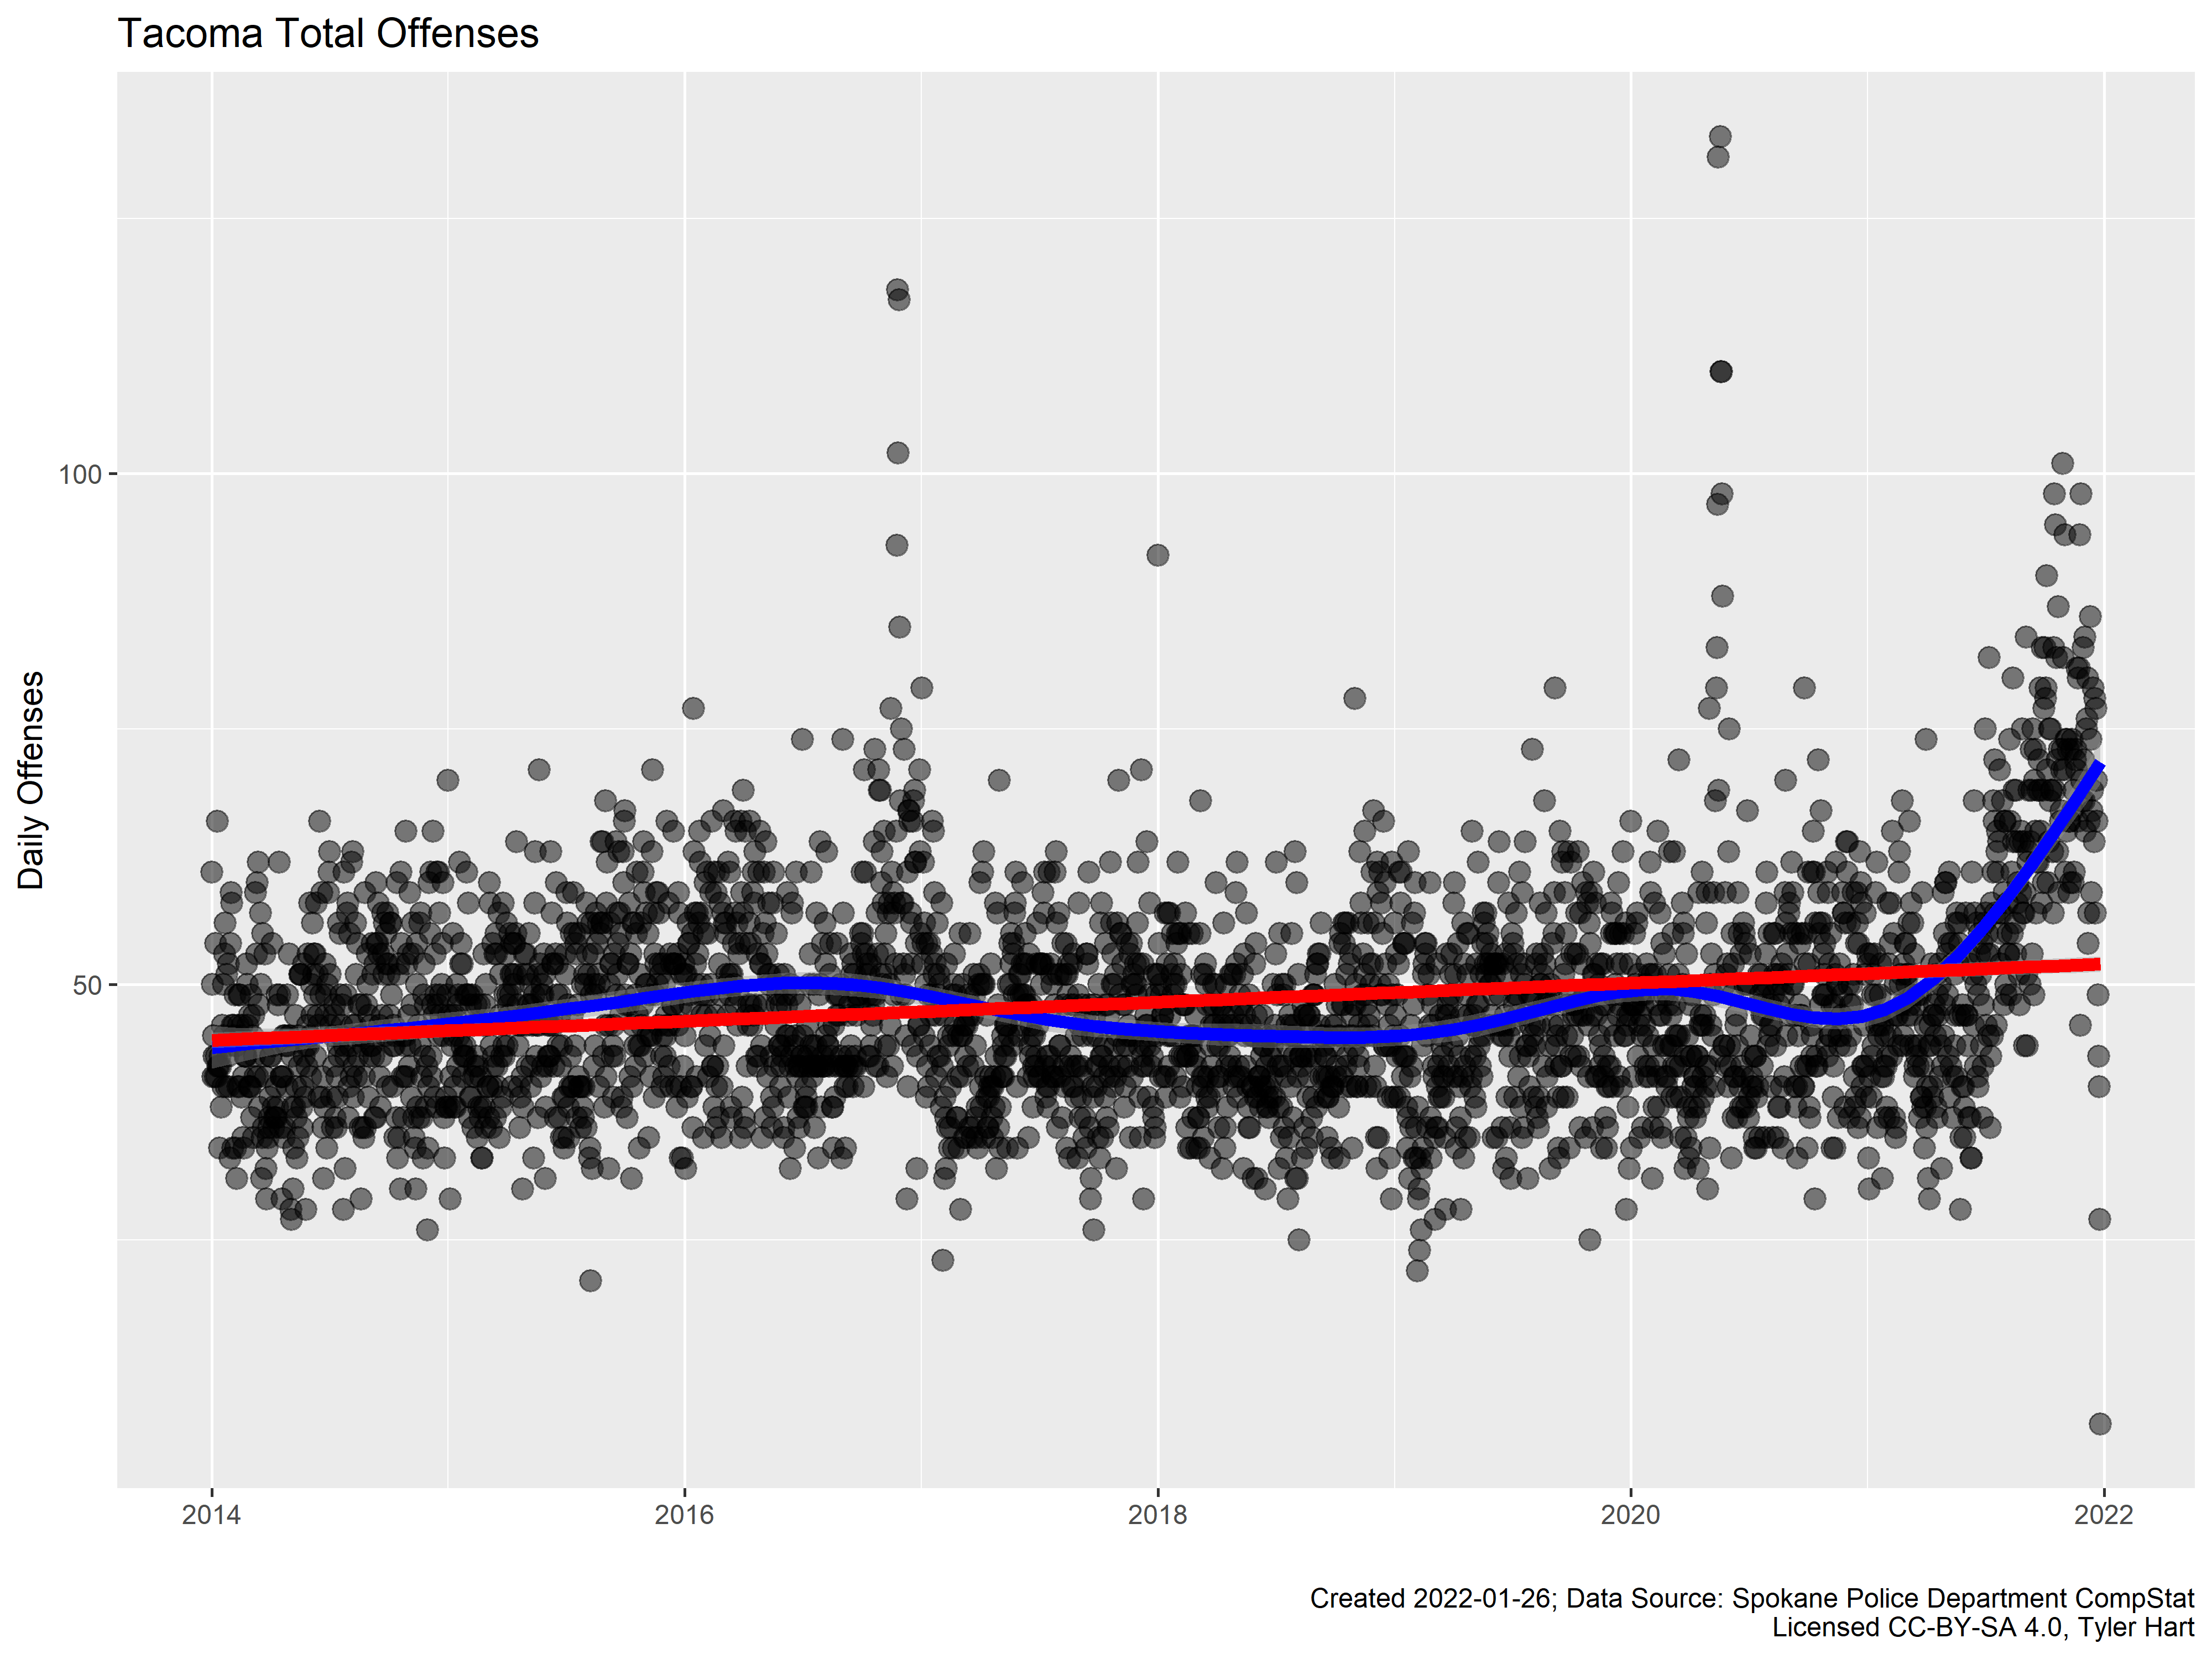 Tacoma Total Offenses
Daily Offenses
100
50
2014
2016
2018
2020
2022
Created 2022-01-26; Data Source: Spokane Police Department CompStat
Licensed CC-BY-SA 4.0, Tyler Hart